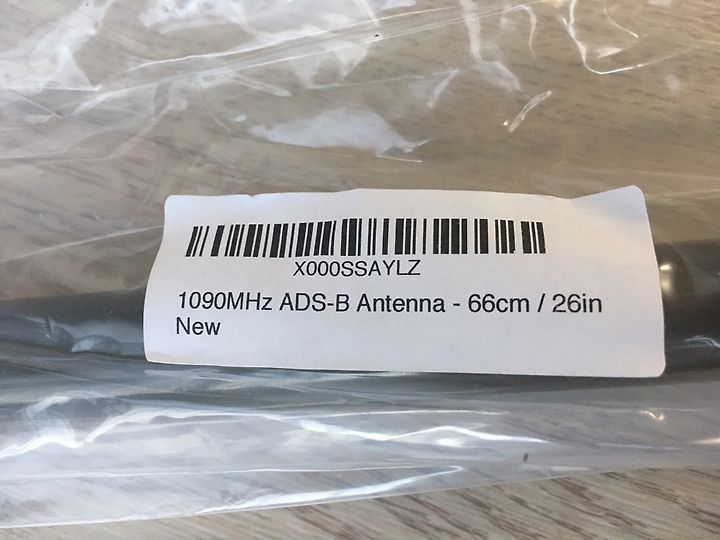 X000SSAYLZ
1090MHz ADS-B Antenna - 66cm / 26in
New